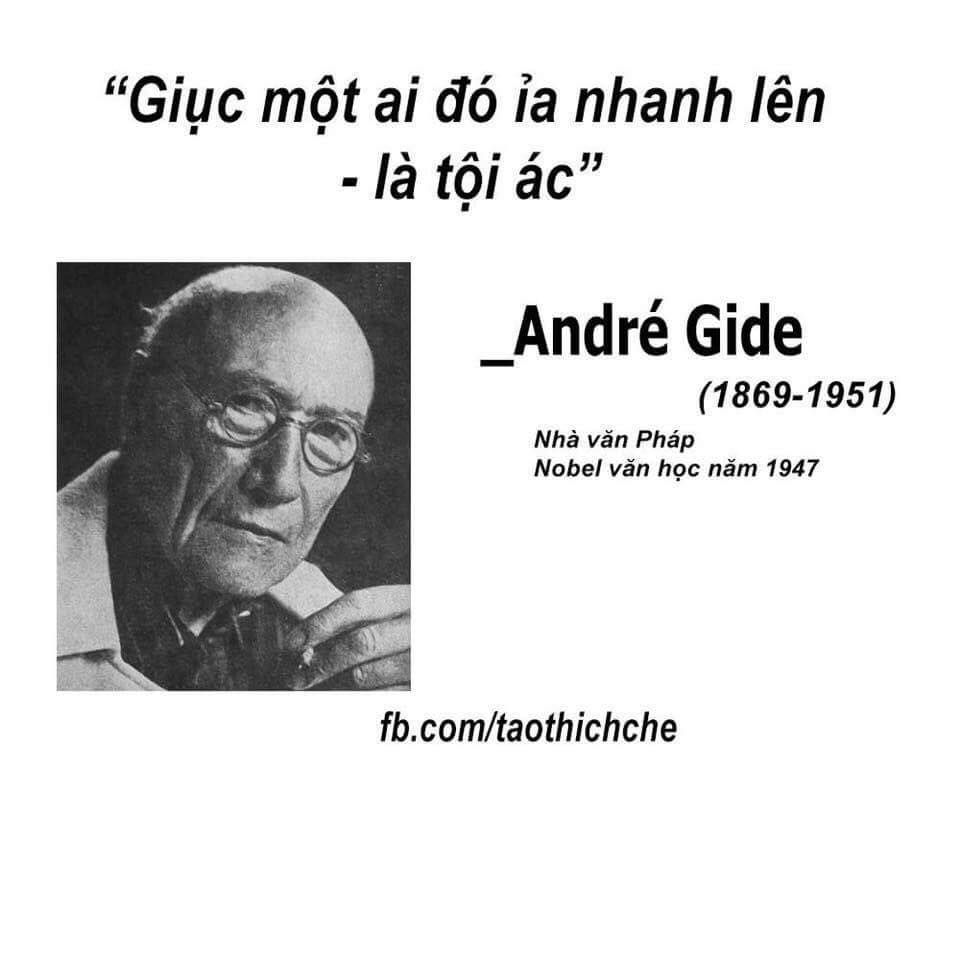 “Giục một ai đó ỉa nhanh lên
- là tội ác”
_André Gide
(1869-1951)
Nhà văn Pháp
Nobel văn học năm 1947
fb.com/taothichche